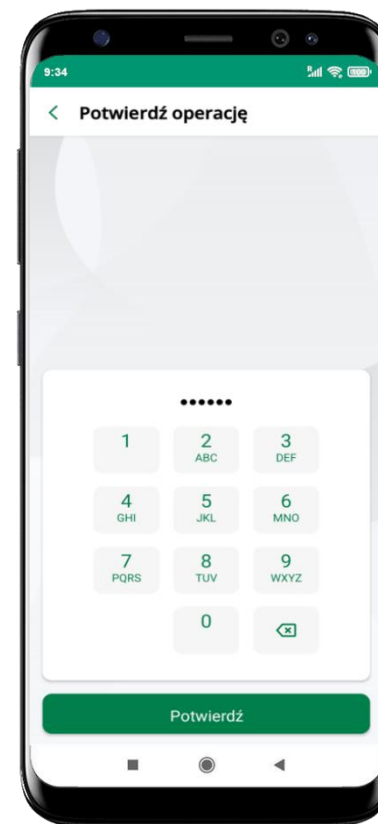 9:34
Potwierdź operację
••••••
1 2 3
ABC DEF
4 5 6
GHI JKL MNO
7 8 9
PQRS TUV WXYZ
0
Potwierdź